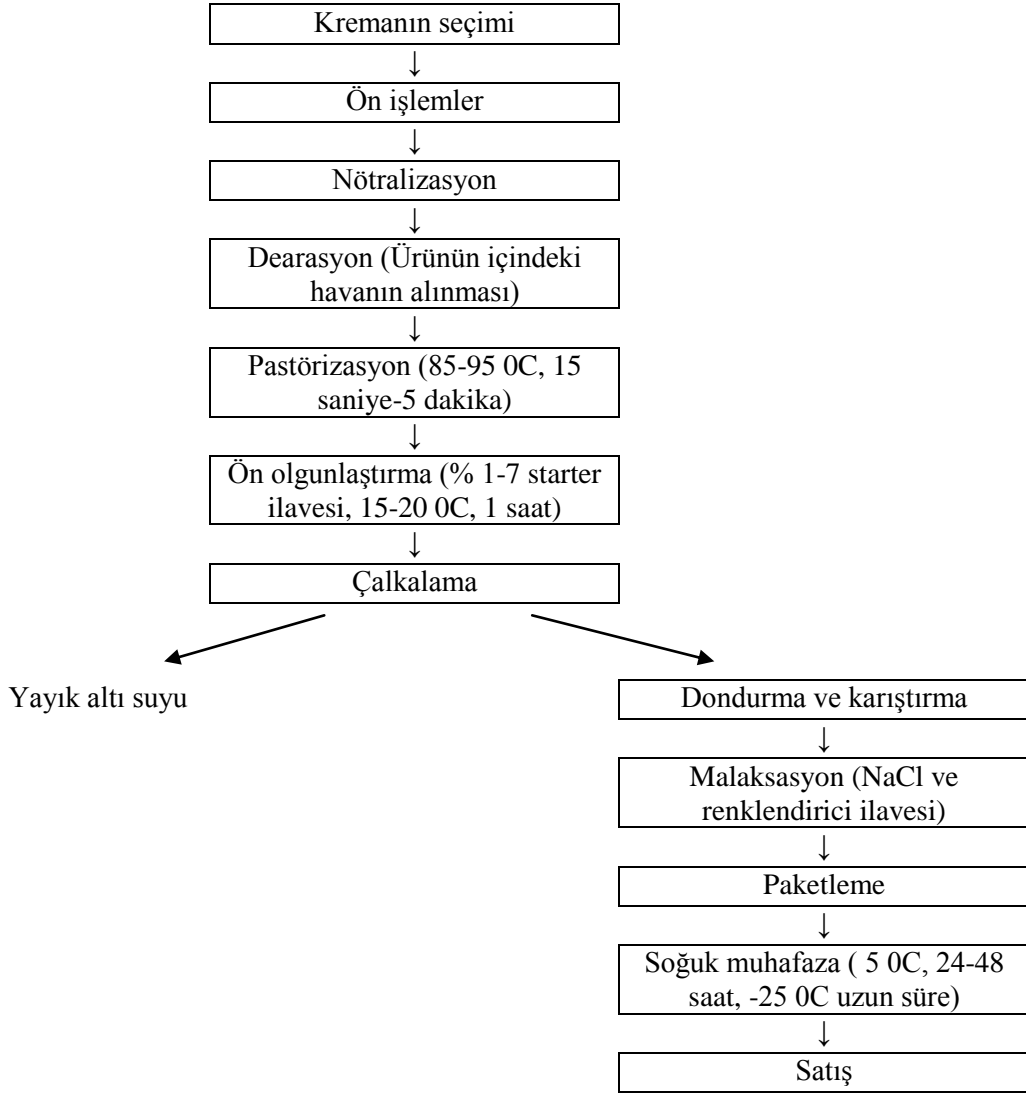 Kremanın seçimi
↓
Ön işlemler
↓
Nötralizasyon
↓
Dearasyon (Ürünün içindeki
havanın alınması)
↓
Pastörizasyon (85-95 0C, 15
saniye-5 dakika)
↓
Ön olgunlaştırma (% 1-7 starter
ilavesi, 15-20 0C, 1 saat)
↓
Çalkalama
Yayık altı suyu
Dondurma ve karıştırma
↓
Malaksasyon (NaCl ve
renklendirici ilavesi)
↓
Paketleme
↓
Soğuk muhafaza ( 5 0C, 24-48
saat, -25 0C uzun süre)
↓
Satış